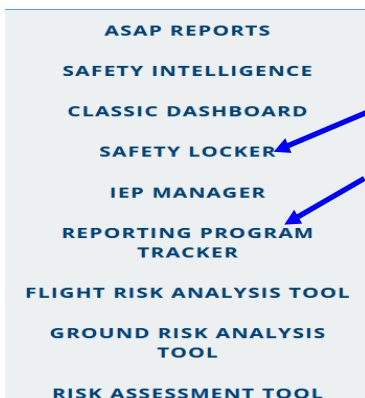 ASAP REPORTS
SAFETY INTELLIGENCE
CLASSIC DASHBOARD
SAFETY LOCKER
IEP MANAGER
REPORTING PROGRAM
TRACKER
FLIGHT RISK ANALYSIS TOOL
GROUND RISK ANALYSIS
TOOL
RISK ASSESSMENT TOOL